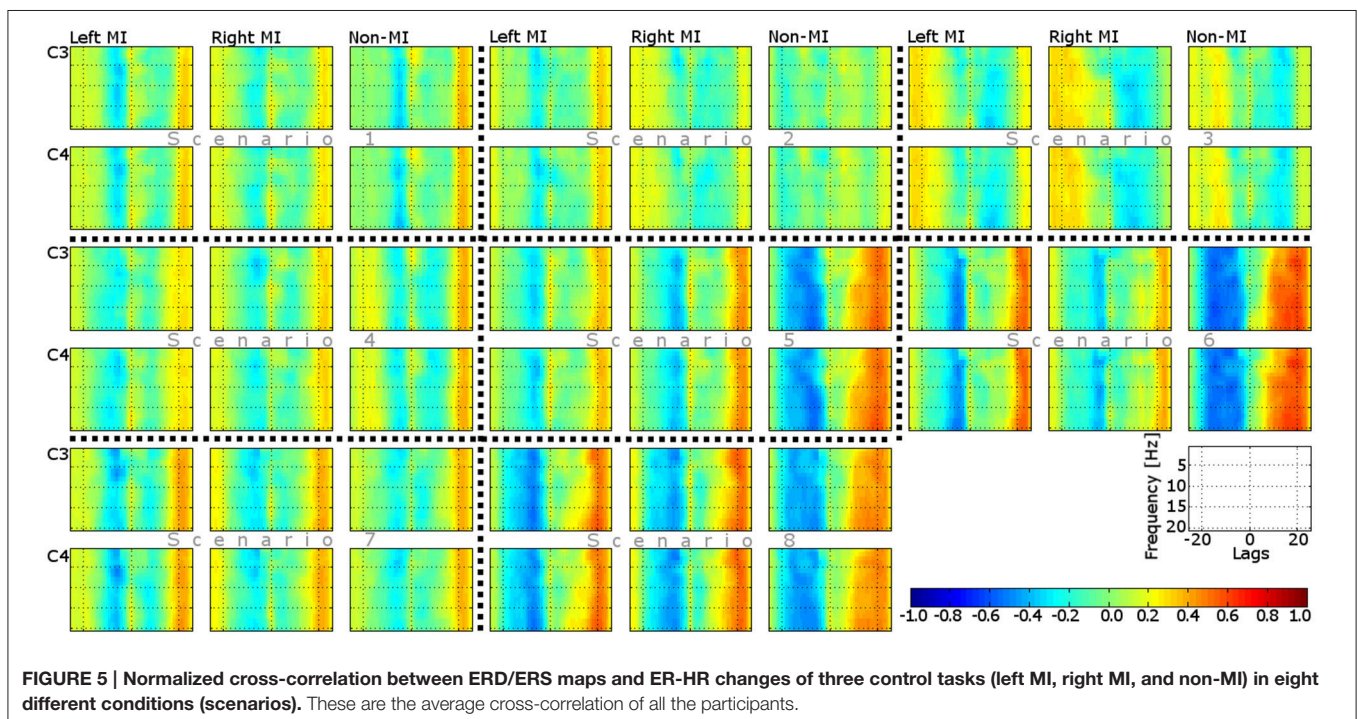 Left MI Right MI Non-MI Left MI Right MI Non-MI Left MI Right MI Non-MI
C3
Scenario 1 Scenario 2 Scenario 3
C4
C3
Scenario 4 Scenario 5 Scenario 6
C4
C3
Scenario 7 Scenario 8
C4
Frequency [Hz]
5
10
15
20
-20 0 20
Lags
-1.0 -0.8 -0.6 -0.4 -0.2 0.0 0.2 0.4 0.6 0.8 1.0
FIGURE 5 | Normalized cross-correlation between ERD/ERS maps and ER-HR changes of three control tasks (left MI, right MI, and non-MI) in eight
different conditions (scenarios). These are the average cross-correlation of all the participants.